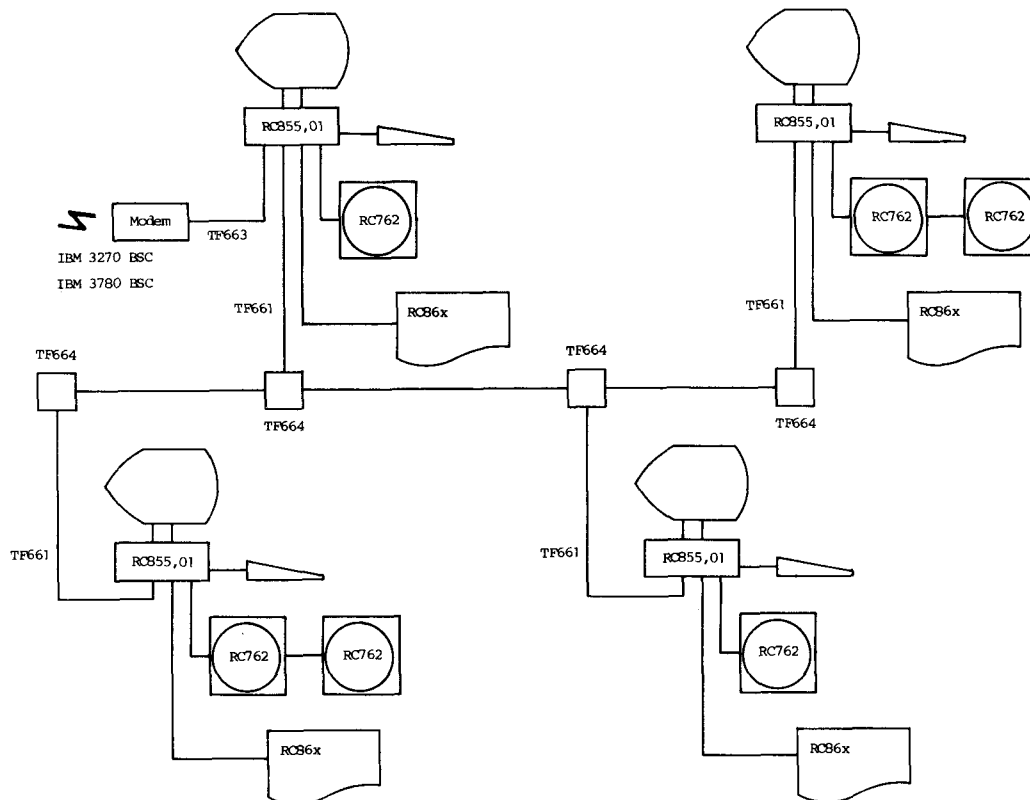 RC855,01
RC855,01
RC762
RC762
RC762
Modem
TF663
IBM 3270 BSC
IBM 3780 BSC
TF661
RC86x
TF661
RC86x
TF664
TF664
TF664
TF664
TF661
RC855,01
TF661
RC855,01
RC762
RC762
RC762
RC86x
RC86x